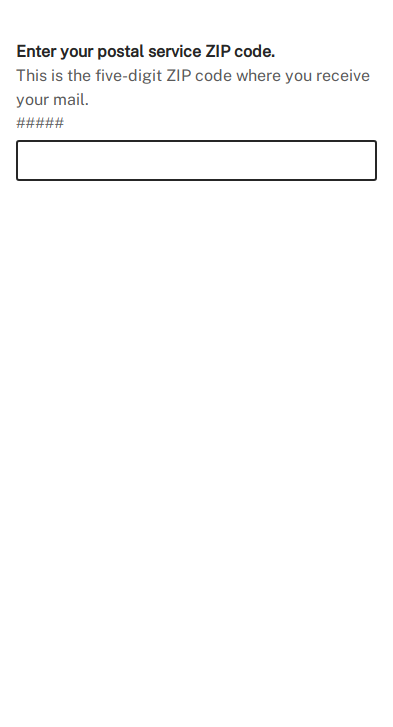 Enter your postal service ZIP code.
This is the five-digit ZIP code where you receive
your mail.
#####